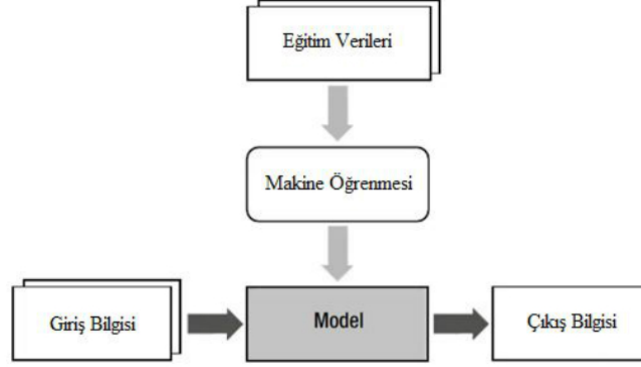 Eğitim Verileri
Makine Öğrenmesi
Giriş Bilgisi
Model
Çıkış Bilgisi